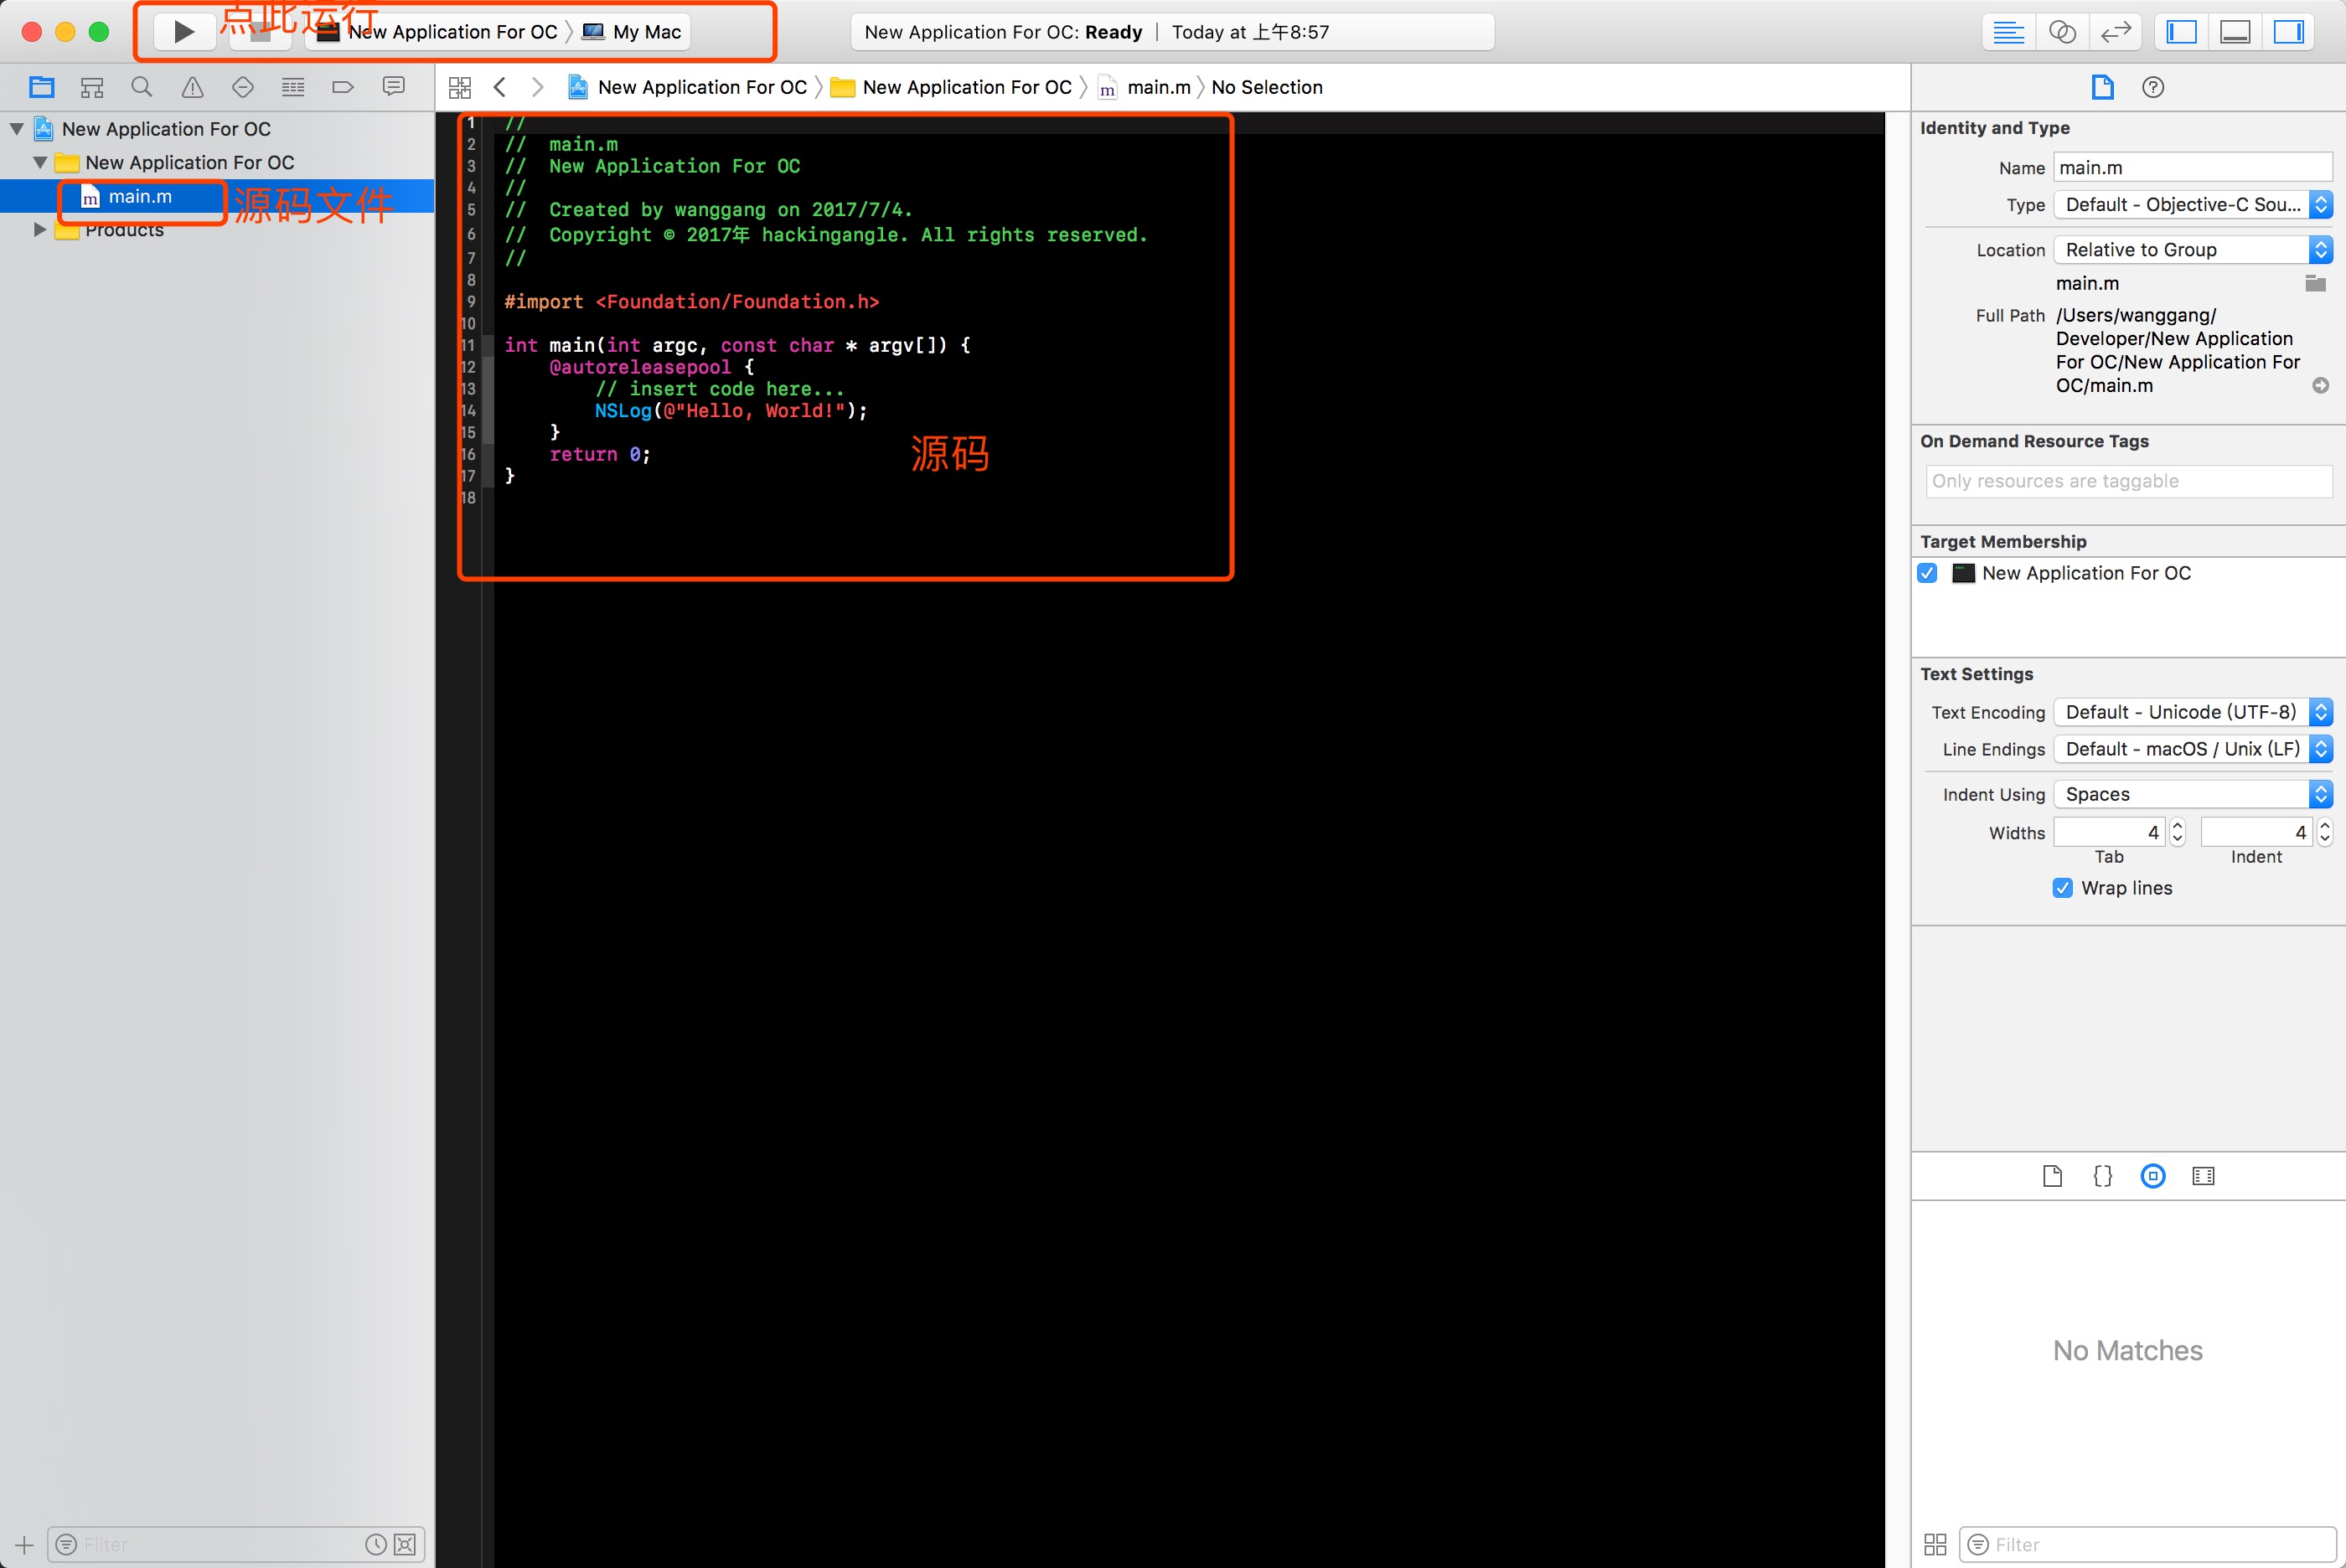 点此运行
New Application For OC
My Mac
New Application For OC: Ready | Today at 上午8:57
New Application For OC
New Application For OC
main.m
No Selection
New Application For OC
New Application For OC
main.m
源码文件
Products
1 //
2 // main.m
3 // New Application For OC
4 //
5 // Created by wanggang on 2017/7/4.
6 // Copyright © 2017年 hackingangle. All rights reserved.
7 //
8
9 #import <Foundation/Foundation.h>
10
11 int main(int argc, const char * argv[]) {
12 @autoreleasepool {
13 // insert code here...
14 NSLog(@"Hello, World!");
15 }
16 return 0;
17 }
18
源码
Identity and Type
Name main.m
Type Default - Objective-C Sou...
Location Relative to Group
main.m
Full Path /Users/wanggang/
Developer/New Application
For OC/New Application For
OC/main.m
On Demand Resource Tags
Only resources are taggable
Target Membership
New Application For OC
Text Settings
Text Encoding Default - Unicode (UTF-8)
Line Endings Default - macOS / Unix (LF)
Indent Using Spaces
Widths 4 4
Tab Indent
Wrap lines
No Matches
Filter
Filter